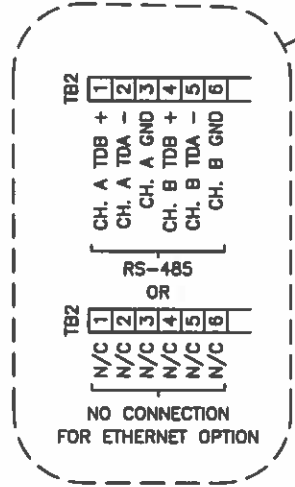 TB2
CH. A TDB + 1
CH. A TDA - 2
CH. A GND 3
CH. B TDB + 4
CH. B TDA - 5
CH. B GND 6
RS-485
OR
TB2
N/C 1
N/C 2
N/C 3
N/C 4
N/C 5
N/C 6
NO CONNECTION
FOR ETHERNET OPTION